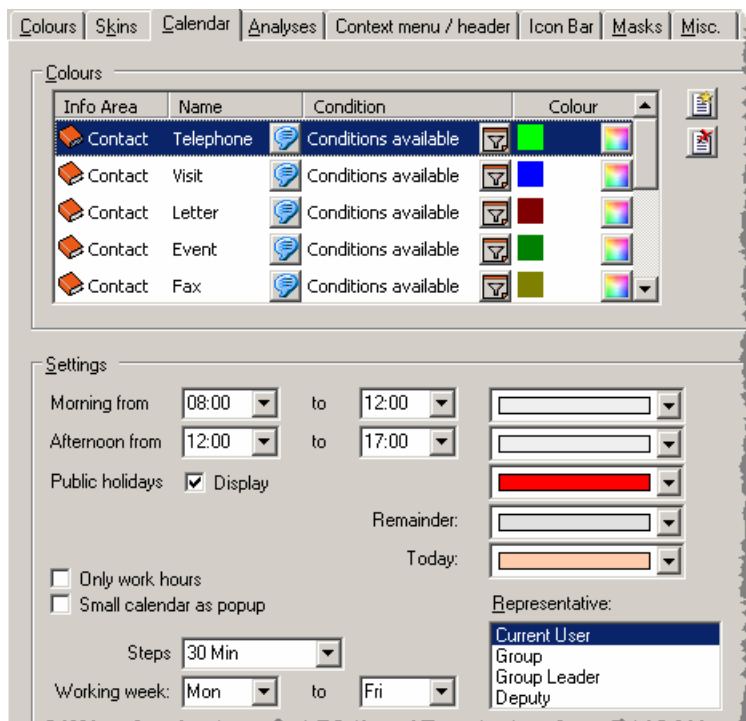 Colours Skins Calendar Analyses Context menu / header Icon Bar Masks Misc.
Colours
Info Area Name Condition Colour
Contact Telephone Conditions available
Contact Visit Conditions available
Contact Letter Conditions available
Contact Event Conditions available
Contact Fax Conditions available
Settings
Morning from 08:00 to 12:00
Afternoon from 12:00 to 17:00
Public holidays Display
Remainder:
Today:
Only work hours
Small calendar as popup
Representative:
Current User
Group
Group Leader
Deputy
Steps 30 Min
Working week: Mon to Fri